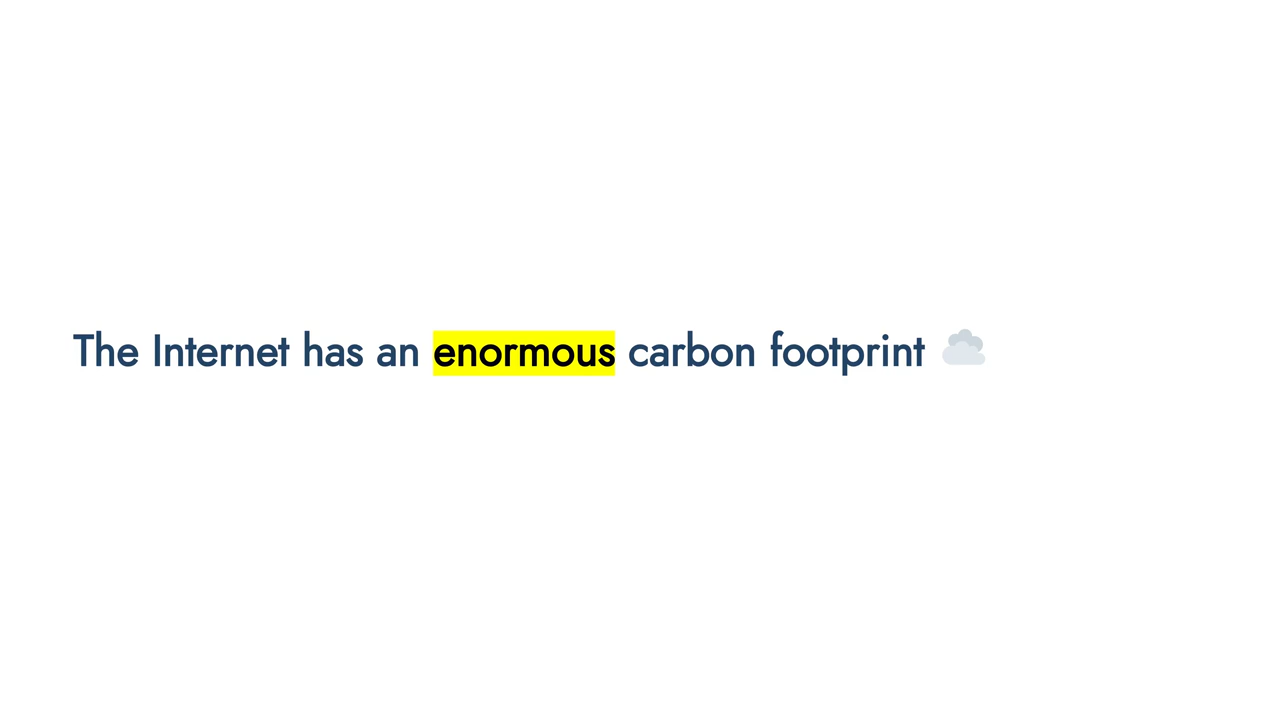 The Internet has an enormous carbon footprint ☁️